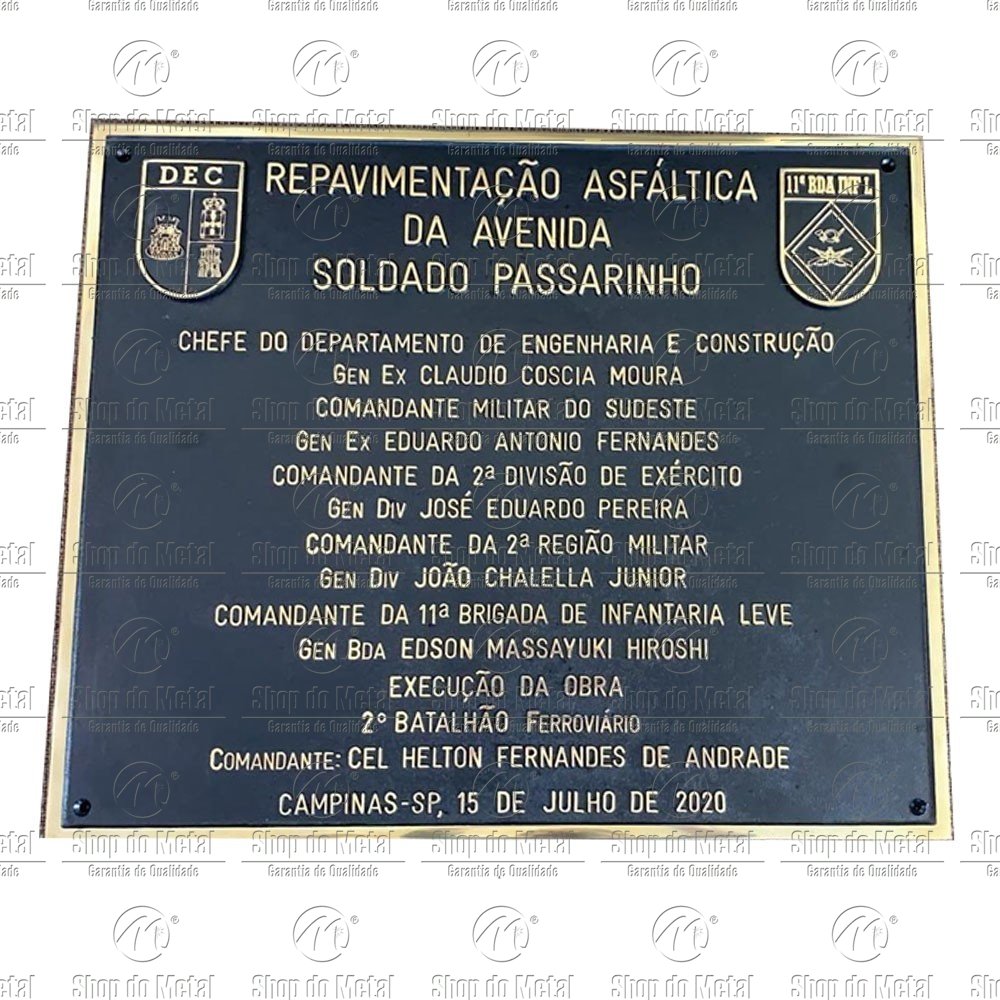 DEC
11ª BDA INF L
REPAVIMENTAÇÃO ASFÁLTICA
DA AVENIDA
SOLDADO PASSARINHO
CHEFE DO DEPARTAMENTO DE ENGENHARIA E CONSTRUÇÃO
GEN EX CLAUDIO COSCIA MOURA
COMANDANTE MILITAR DO SUDESTE
GEN EX EDUARDO ANTONIO FERNANDES
COMANDANTE DA 2ª DIVISÃO DE EXÉRCITO
GEN DIV JOSÉ EDUARDO PEREIRA
COMANDANTE DA 2ª REGIÃO MILITAR
GEN DIV JOÃO CHALELLA JUNIOR
COMANDANTE DA 11ª BRIGADA DE INFANTARIA LEVE
GEN BDA EDSON MASSAYUKI HIROSHI
EXECUÇÃO DA OBRA
2º BATALHÃO FERROVIÁRIO
COMANDANTE: CEL HELTON FERNANDES DE ANDRADE
CAMPINAS-SP, 15 DE JULHO DE 2020
Shop do Metal
Garantia de Qualidade